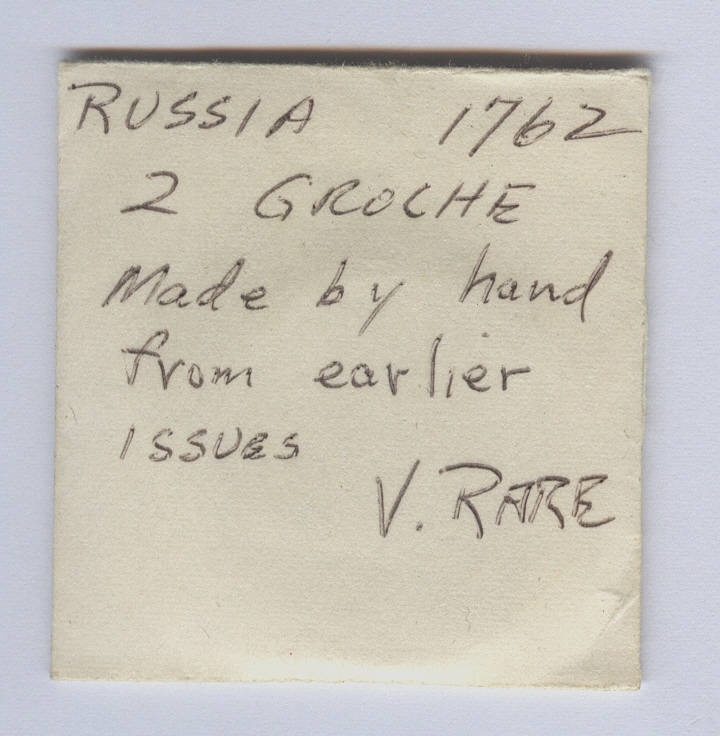 RUSSIA 1762
2 GROCHE
Made by hand
from earlier
ISSUES
V. RARE